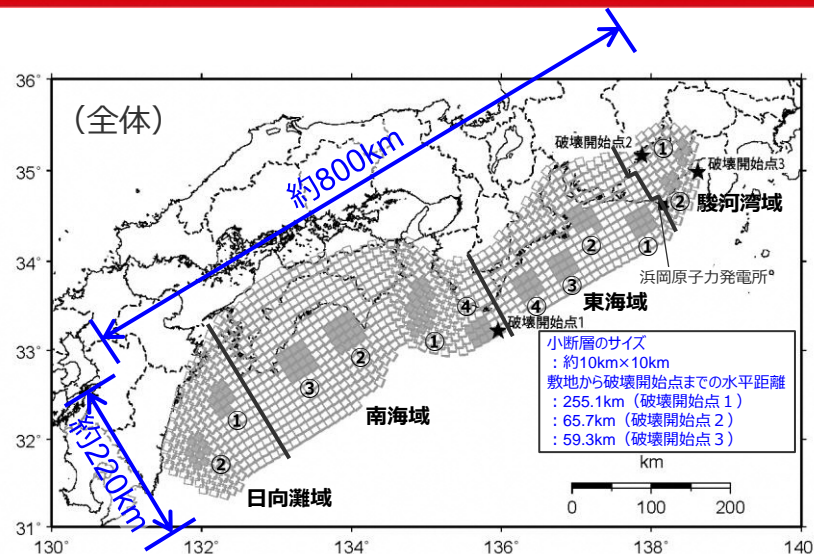 36°
35°
34°
33°
32°
31°
130°
132°
134°
136°
138°
140
（全体）
約800km
約220km
破壊開始点2
①
破壊開始点3
②
駿河湾域
②
①
浜岡原子力発電所
③
④
東海域
④
破壊開始点1
①
②
③
南海域
①
②
日向灘域
小断層のサイズ
：約10km×10km
敷地から破壊開始点までの水平距離
：255.1km（破壊開始点１）
：65.7km（破壊開始点２）
：59.3km（破壊開始点３）
km
0 100 200